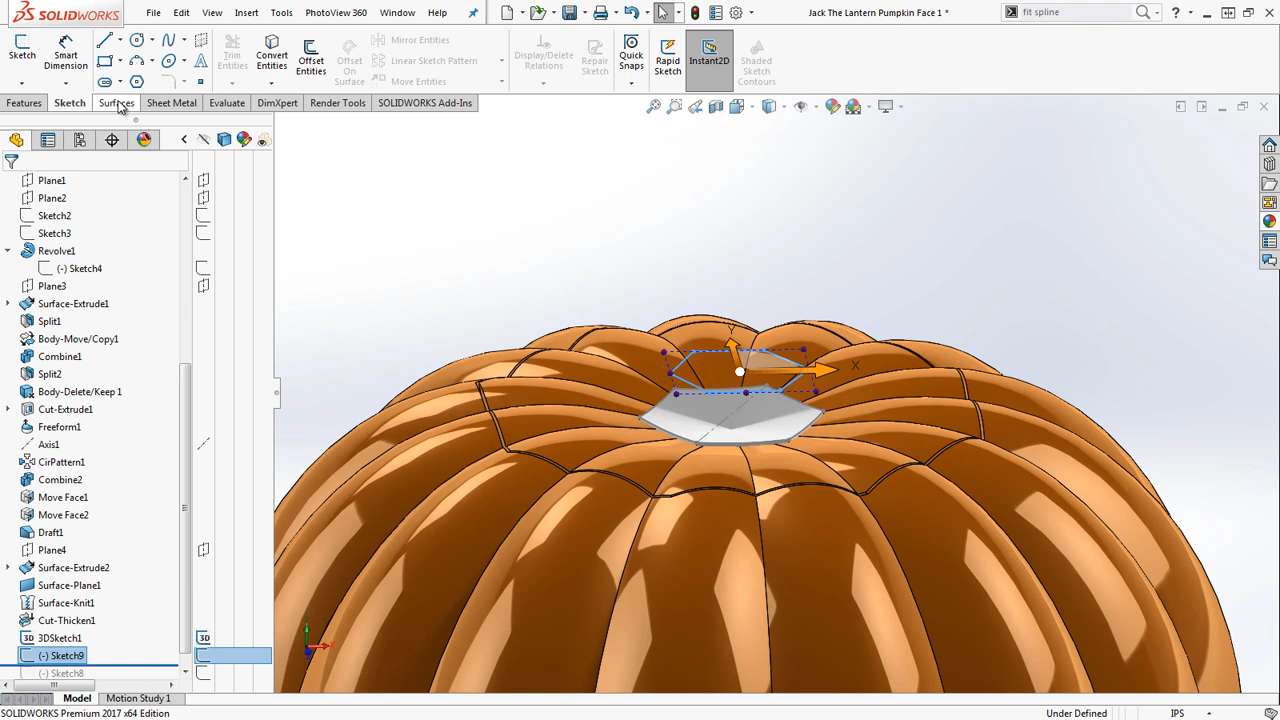 SOLIDWORKS
File Edit View Insert Tools PhotoView 360 Window Help
Jack The Lantern Pumpkin Face 1 *
fit spline
Sketch
Smart Dimension
Trim Entities
Convert Entities
Offset Entities
Offset On Surface
Mirror Entities
Linear Sketch Pattern
Move Entities
Display/Delete Relations
Repair Sketch
Quick Snaps
Rapid Sketch
Instant2D
Shaded Sketch Contours
Features Sketch Surfaces Sheet Metal Evaluate DimXpert Render Tools SOLIDWORKS Add-Ins
Plane1
Plane2
Sketch2
Sketch3
Revolve1
(-) Sketch4
Plane3
Surface-Extrude1
Split1
Body-Move/Copy1
Combine1
Split2
Body-Delete/Keep 1
Cut-Extrude1
Freeform1
Axis1
CirPattern1
Combine2
Move Face1
Move Face2
Draft1
Plane4
Surface-Extrude2
Surface-Plane1
Surface-Knit1
Cut-Thicken1
3D 3DSketch1 3D
(-) Sketch9
(-) Sketch8
Y
X
Model Motion Study 1
SOLIDWORKS Premium 2017 x64 Edition
Under Defined
IPS